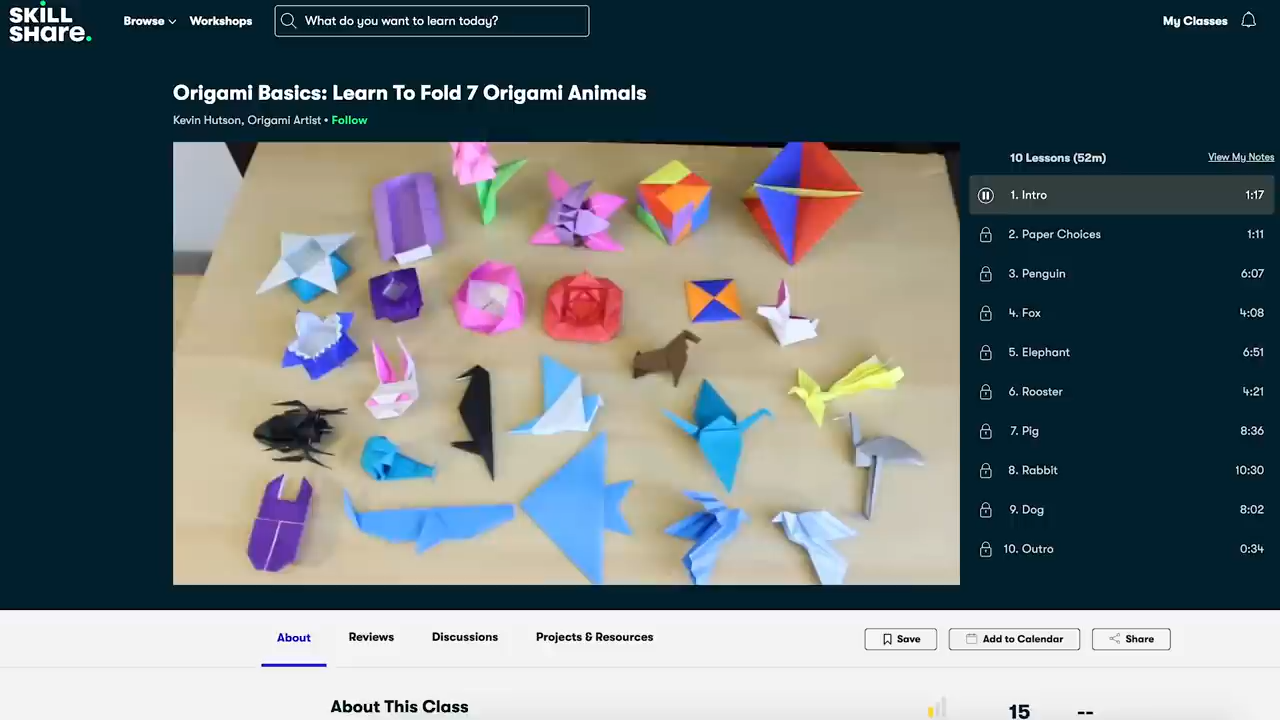 SKiLL
SHare.
Browse
Workshops
What do you want to learn today?
My Classes
Origami Basics: Learn To Fold 7 Origami Animals
Kevin Hutson, Origami Artist • Follow
10 Lessons (52m)
View My Notes
1. Intro 1:17
2. Paper Choices 1:11
3. Penguin 6:07
4. Fox 4:08
5. Elephant 6:51
6. Rooster 4:21
7. Pig 8:36
8. Rabbit 10:30
9. Dog 8:02
10. Outro 0:34
About
Reviews
Discussions
Projects & Resources
Save
Add to Calendar
Share
About This Class
15
--